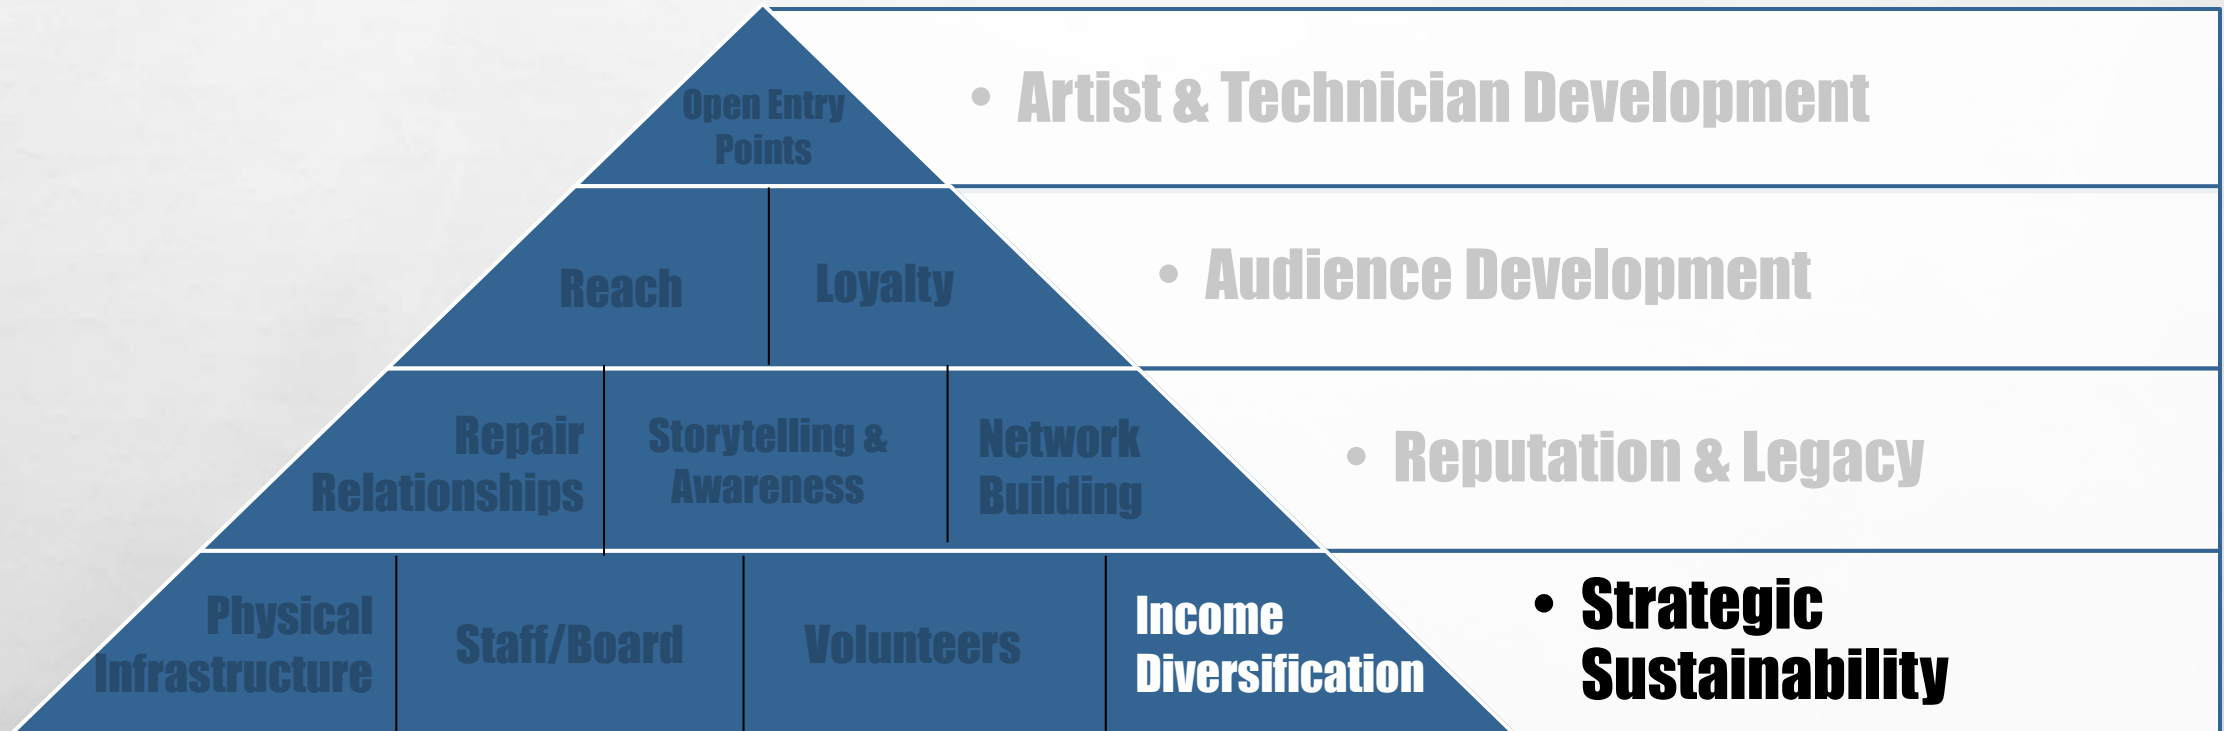 Open Entry
Points
• Artist & Technician Development
Reach
Loyalty
• Audience Development
Repair
Relationships
Storytelling &
Awareness
Network
Building
• Reputation & Legacy
Physical
Infrastructure
Staff/Board
Volunteers
Income
Diversification
• Strategic
Sustainability